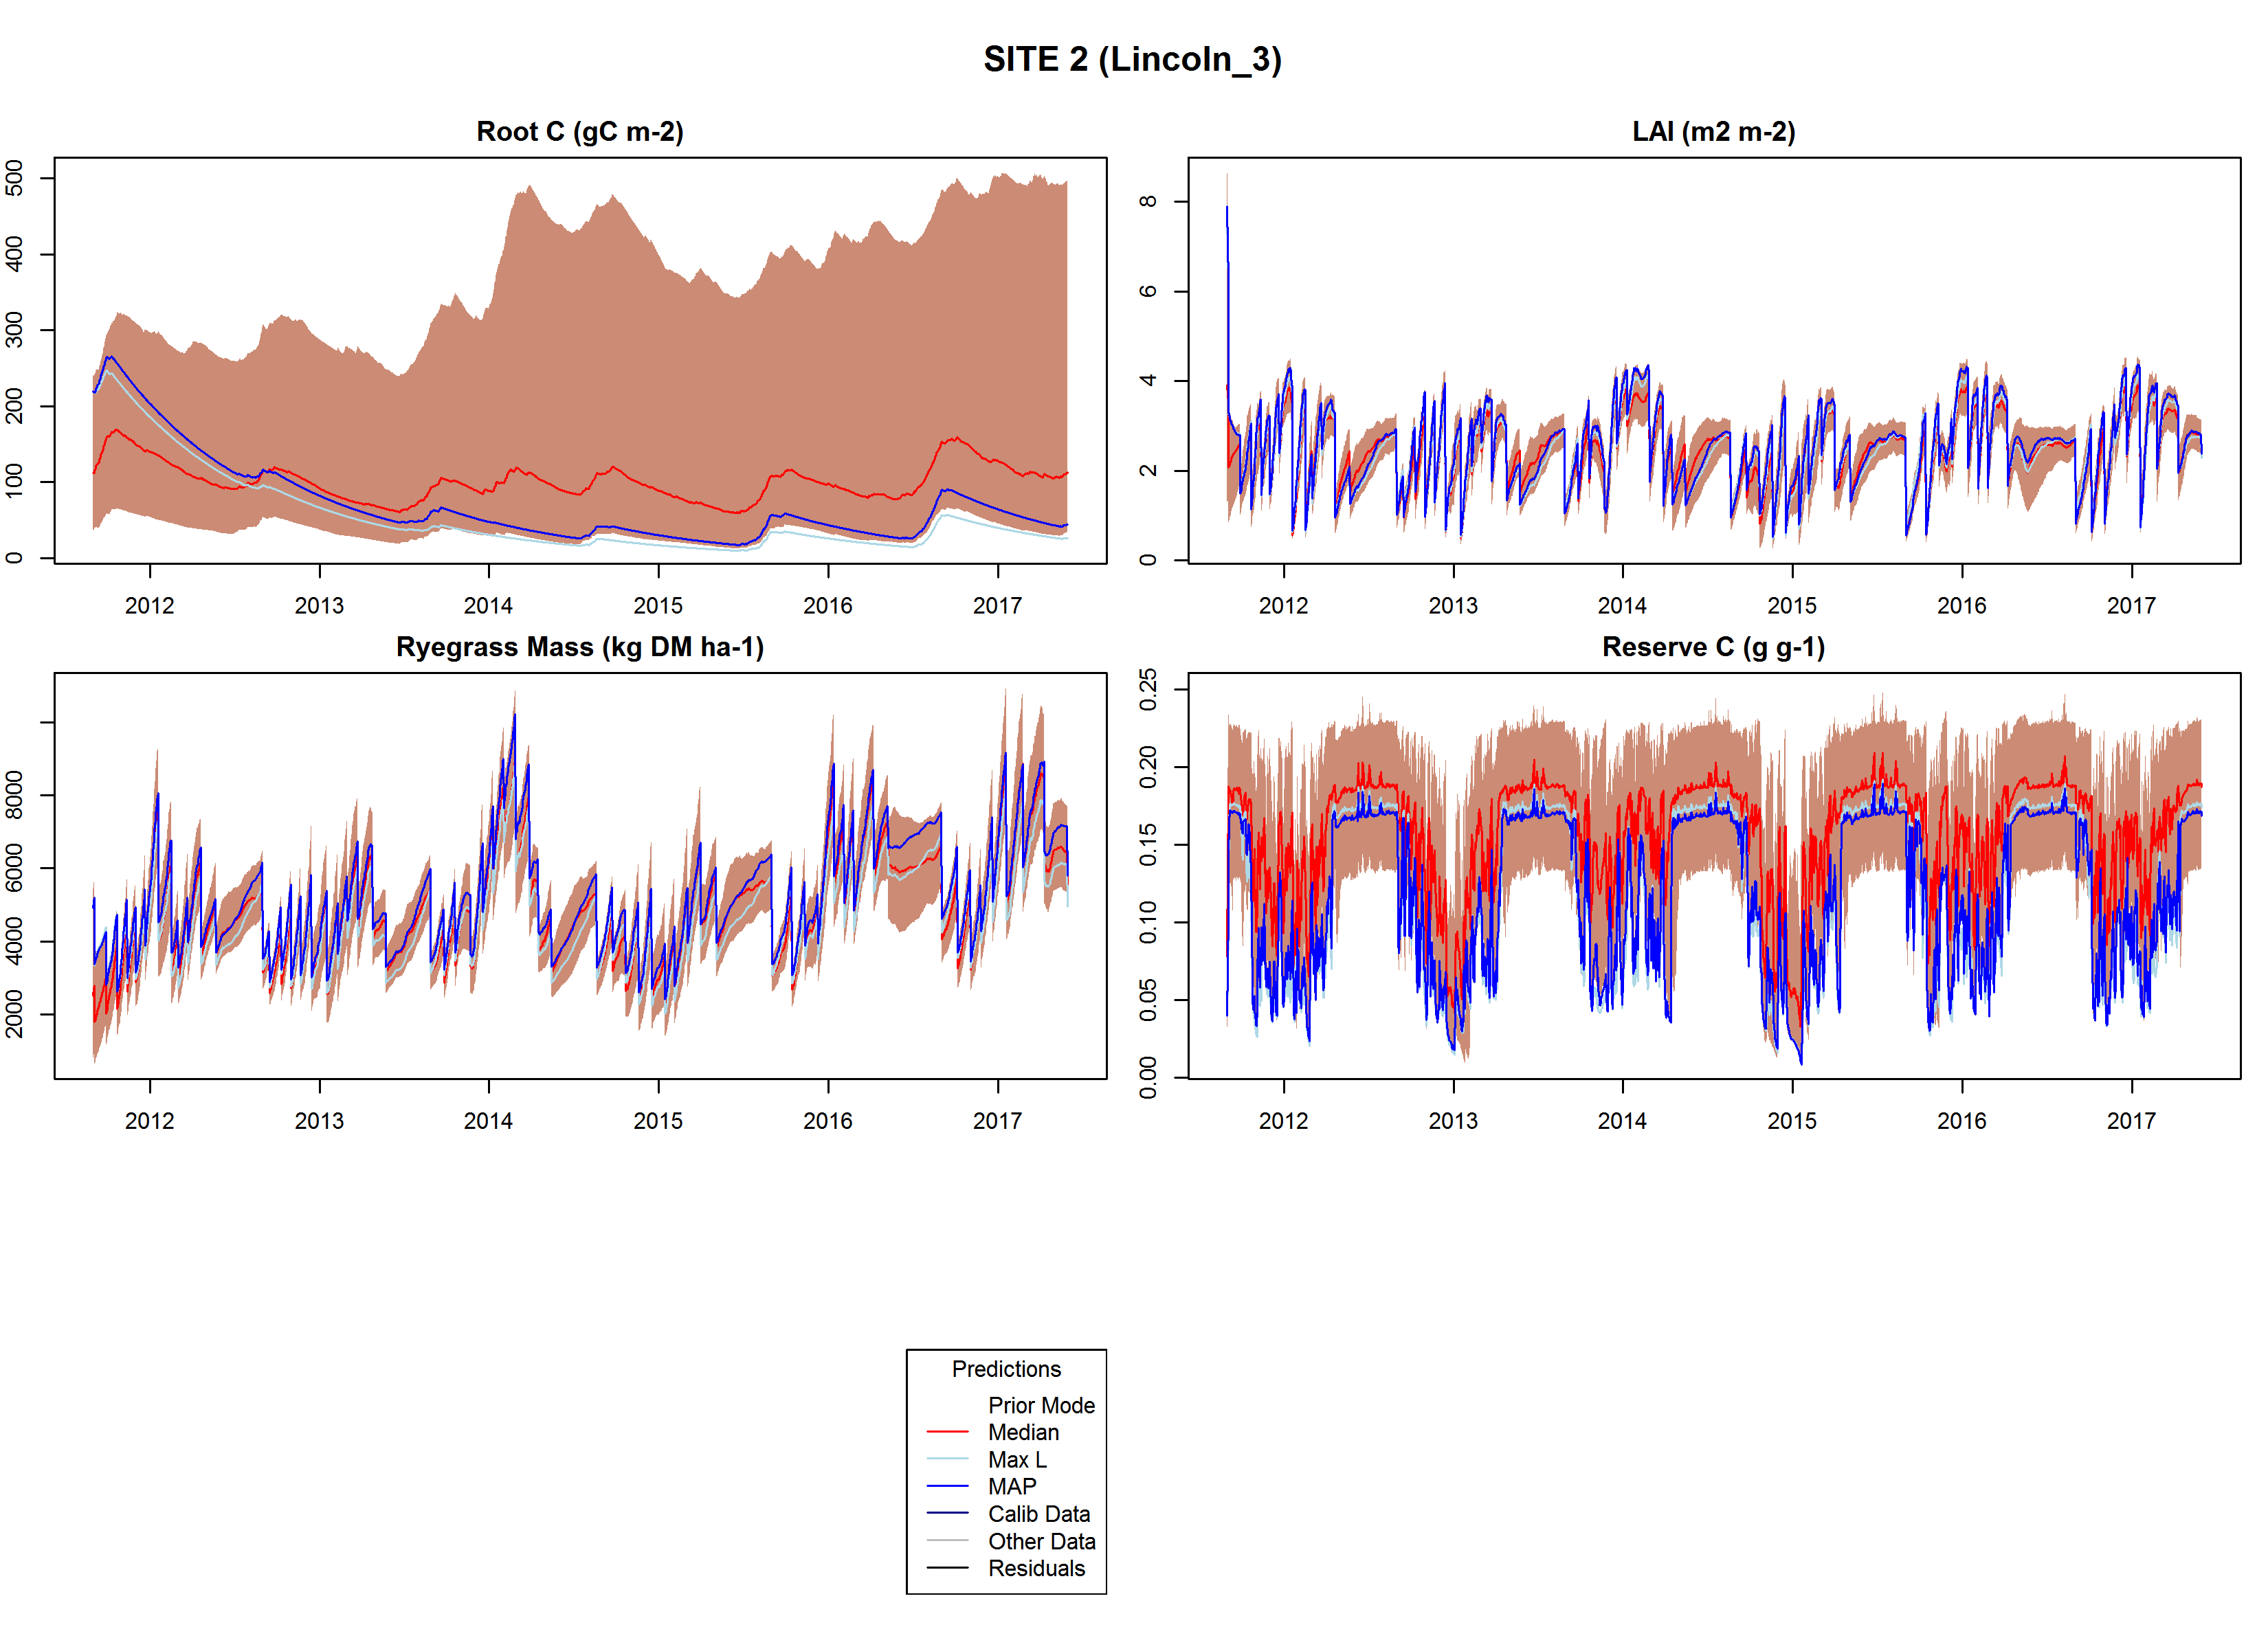 SITE 2 (Lincoln_3)
Root C (gC m-2)
0 100 200 300 400 500
2012 2013 2014 2015 2016 2017
LAI (m2 m-2)
0 2 4 6 8
2012 2013 2014 2015 2016 2017
Ryegrass Mass (kg DM ha-1)
2000 4000 6000 8000
2012 2013 2014 2015 2016 2017
Reserve C (g g-1)
0.00 0.05 0.10 0.15 0.20 0.25
2012 2013 2014 2015 2016 2017
Predictions
Prior Mode
Median
Max L
MAP
Calib Data
Other Data
Residuals